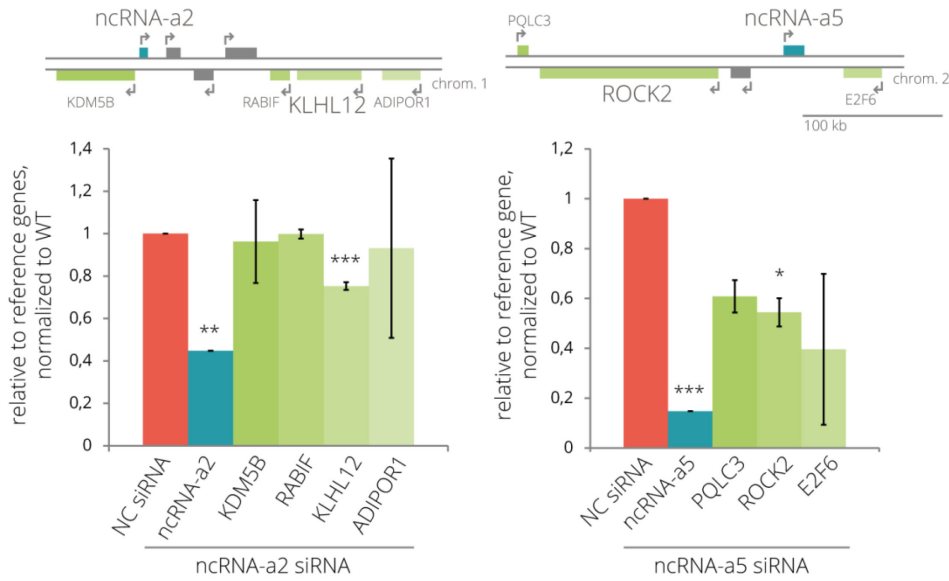 ncRNA-a2
KDM5B
RABIF
KLHL12
ADIPOR1
chrom. 1
PQLC3
ncRNA-a5
ROCK2
E2F6
chrom. 2
100 kb
relative to reference genes,
normalized to WT
1,4
1,2
1
0,8
0,6
0,4
0,2
0
**
***
NC siRNA
ncRNA-a2
KDM5B
RABIF
KLHL12
ADIPOR1
ncRNA-a2 siRNA
relative to reference gene,
normalized to WT
1,2
1
0,8
0,6
0,4
0,2
0
***
*
NC siRNA
ncRNA-a5
PQLC3
ROCK2
E2F6
ncRNA-a5 siRNA